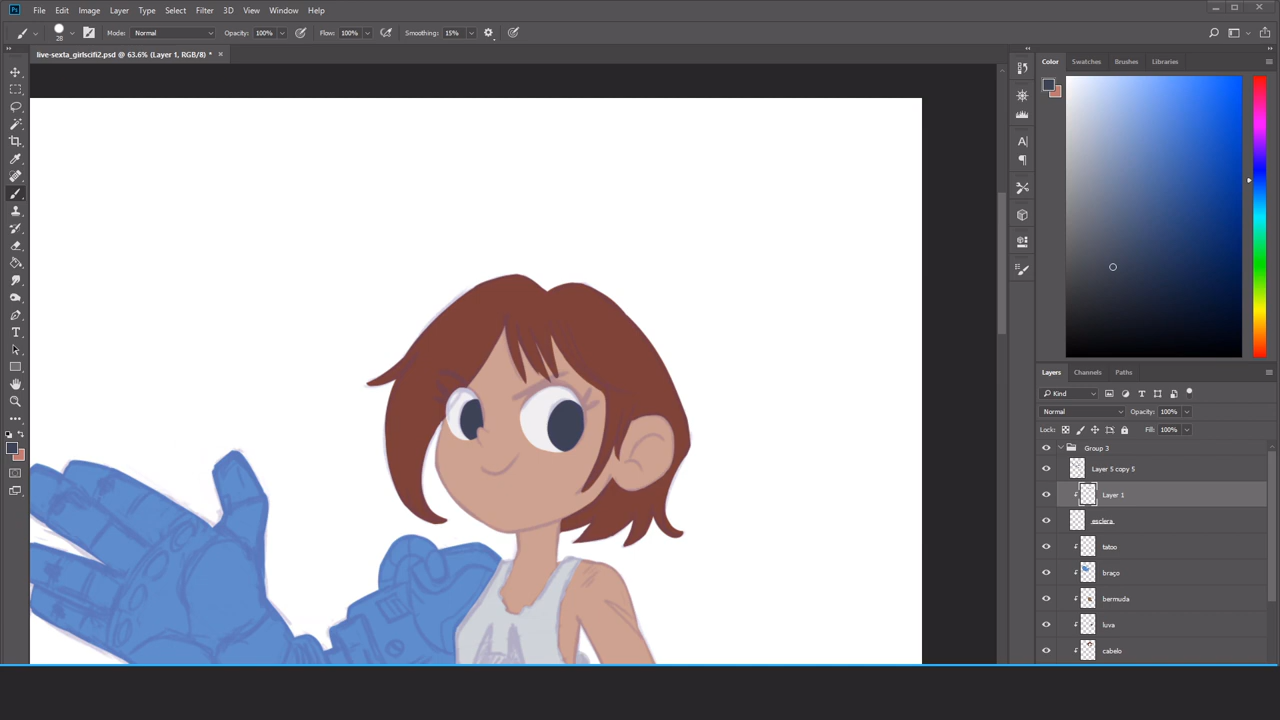 Ps File Edit Image Layer Type Select Filter 3D View Window Help
28 Mode: Normal Opacity: 100% Flow: 100% Smoothing: 15%
live-sexta_girlscifi2.psd @ 63.6% (Layer 1, RGB/8) * ×
Color Swatches Brushes Libraries
Layers Channels Paths
Kind
Normal Opacity: 100%
Lock: Fill: 100%
Group 3
Layer 5 copy 5
Layer 1
esclera
tatoo
braço
bermuda
luva
cabelo